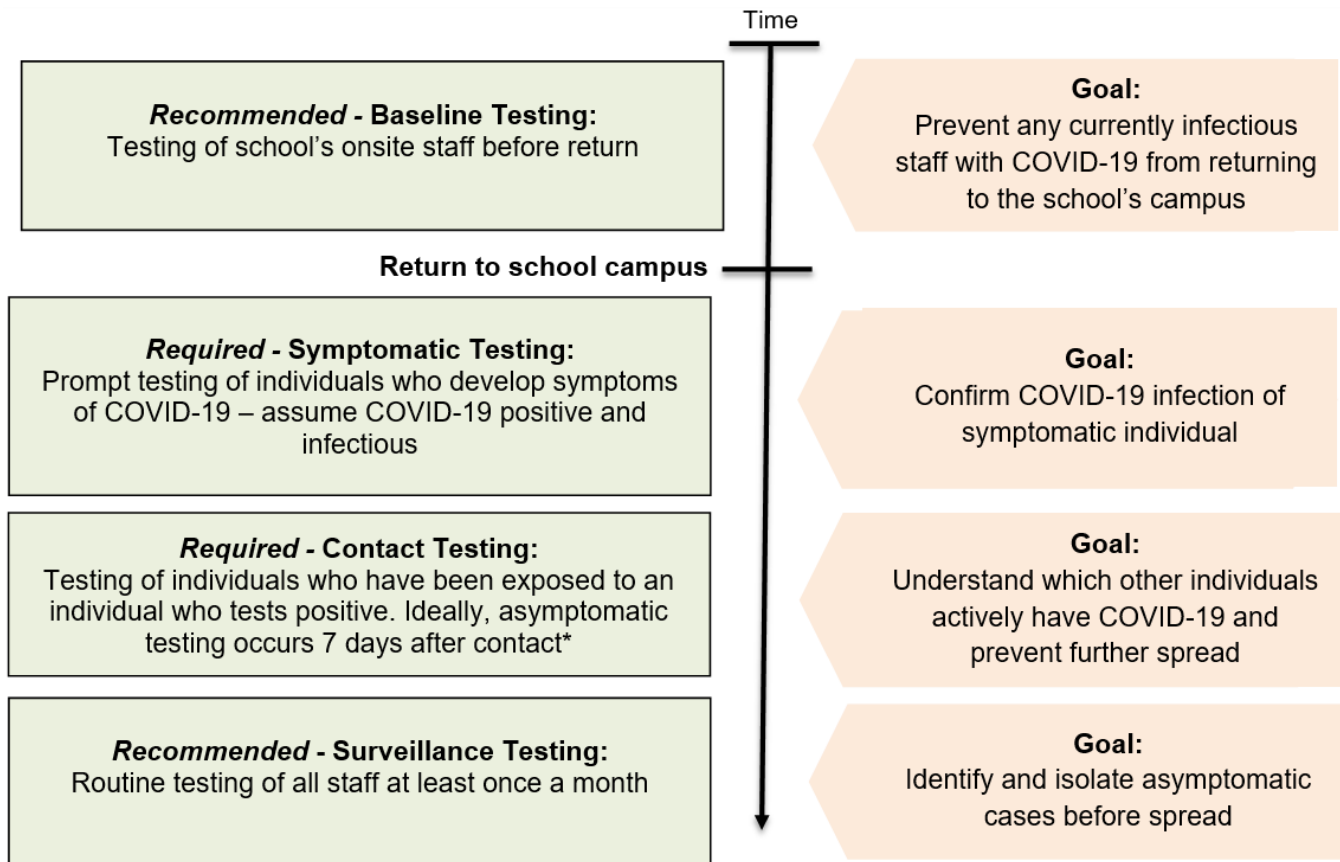 Time
Recommended - Baseline Testing:
Testing of school’s onsite staff before return
Goal:
Prevent any currently infectious
staff with COVID-19 from returning
to the school’s campus
Return to school campus
Required - Symptomatic Testing:
Prompt testing of individuals who develop symptoms
of COVID-19 – assume COVID-19 positive and
infectious
Goal:
Confirm COVID-19 infection of
symptomatic individual
Required - Contact Testing:
Testing of individuals who have been exposed to an
individual who tests positive. Ideally, asymptomatic
testing occurs 7 days after contact*
Goal:
Understand which other individuals
actively have COVID-19 and
prevent further spread
Recommended - Surveillance Testing:
Routine testing of all staff at least once a month
Goal:
Identify and isolate asymptomatic
cases before spread